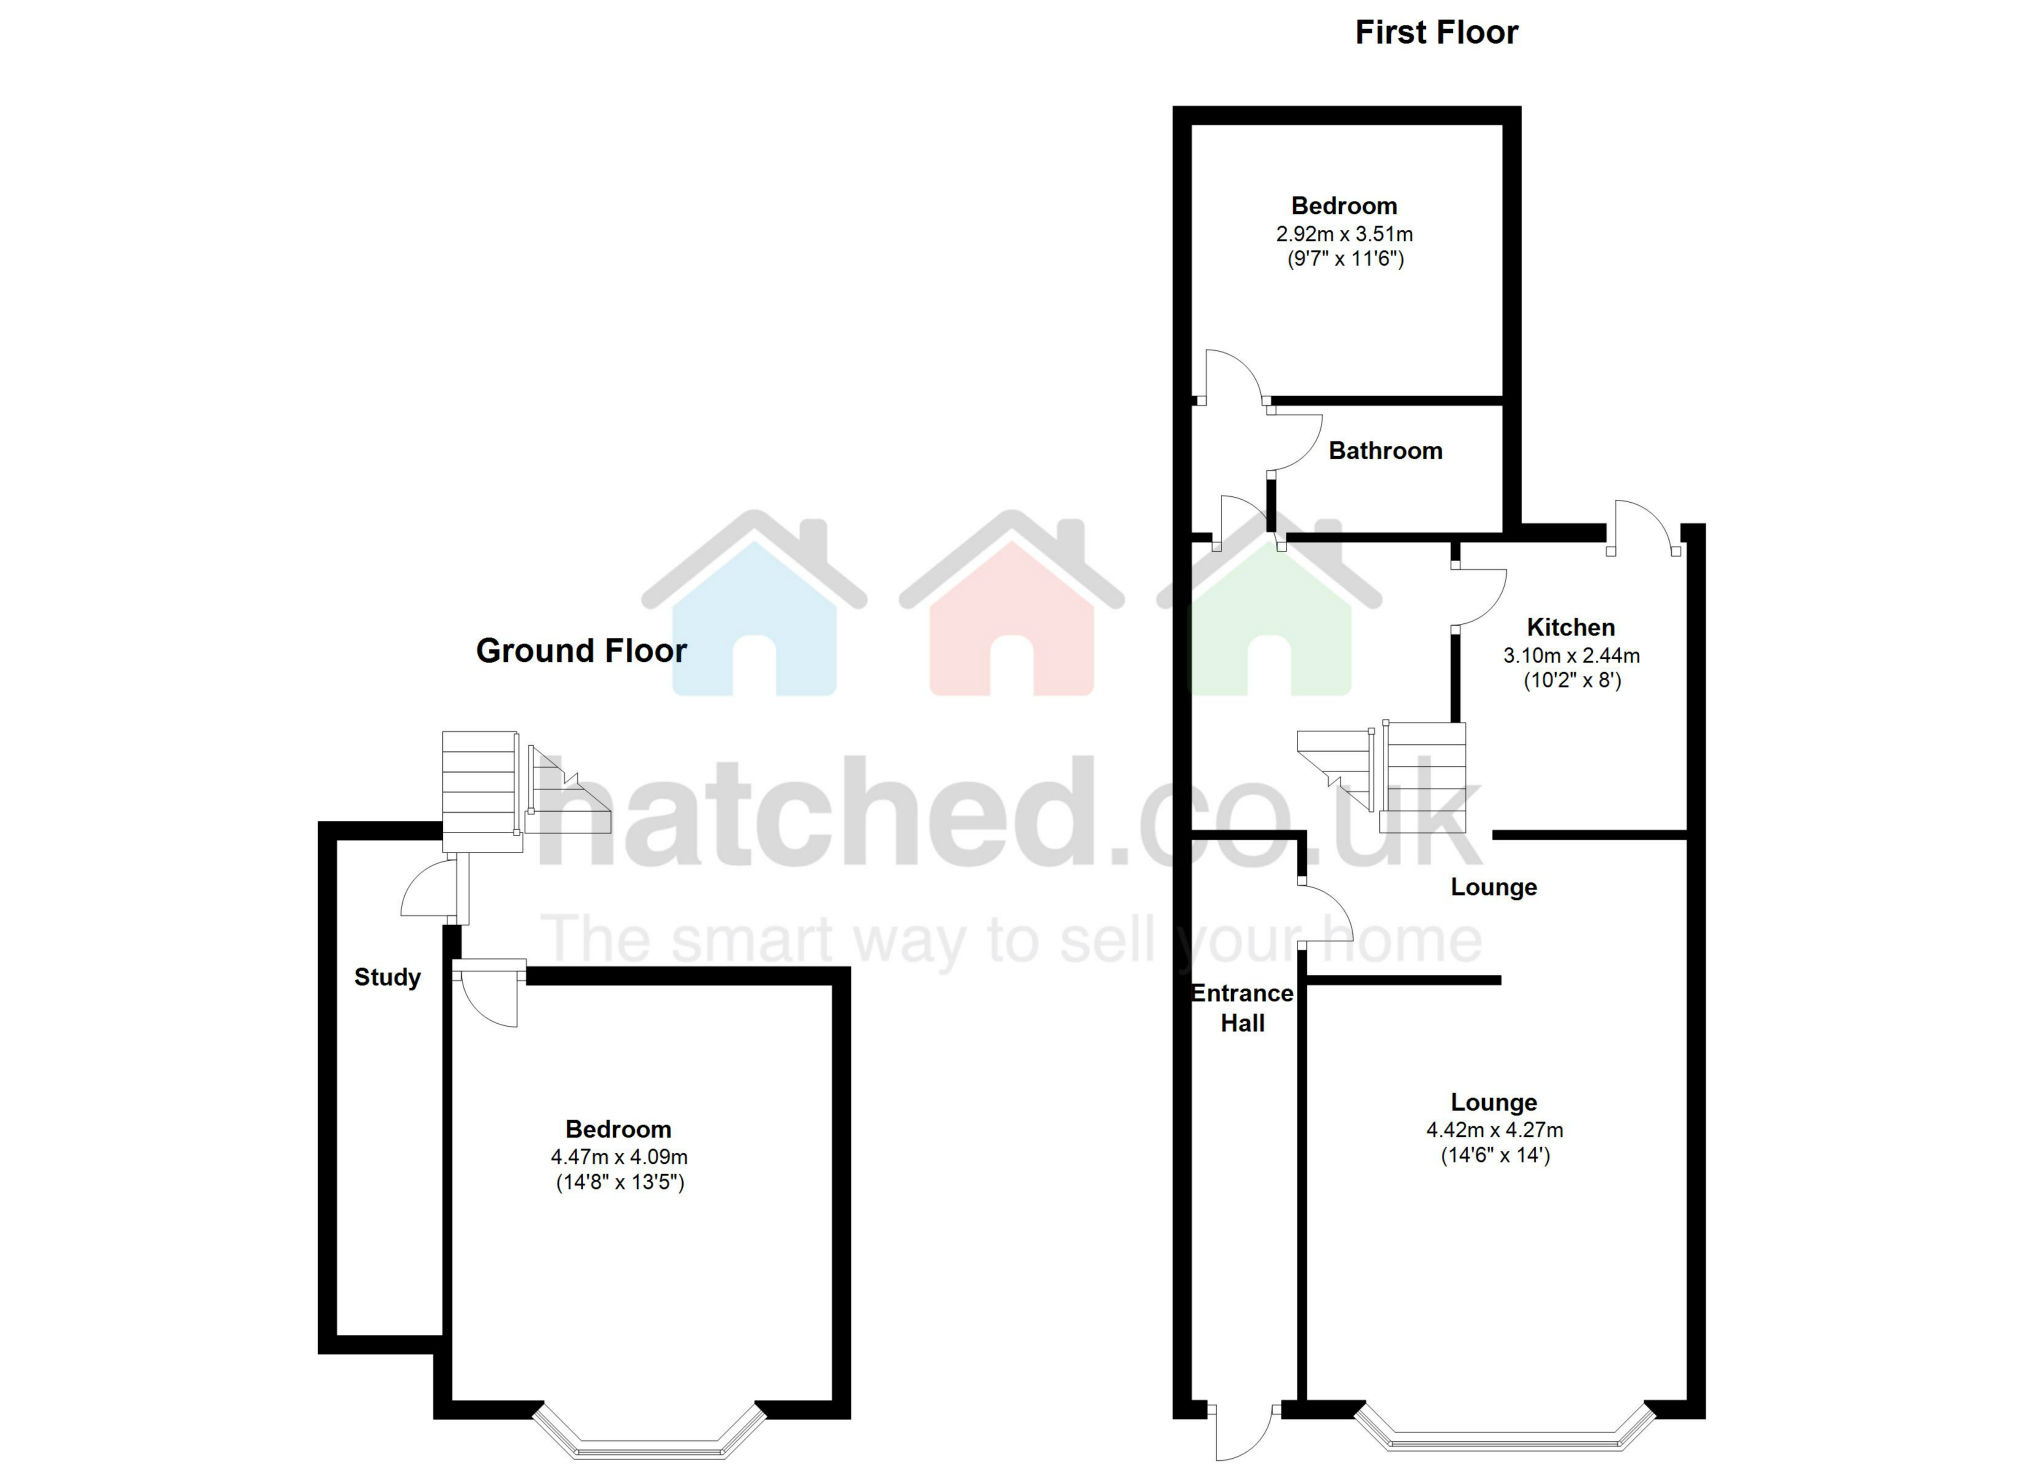 First Floor
Bedroom
2.92m x 3.51m
(9'7" x 11'6")
Bathroom
Kitchen
3.10m x 2.44m
(10'2" x 8')
Ground Floor
hatched.co.uk
The smart way to sell your home
Lounge
Study
Entrance
Hall
Bedroom
4.47m x 4.09m
(14'8" x 13'5")
Lounge
4.42m x 4.27m
(14'6" x 14')